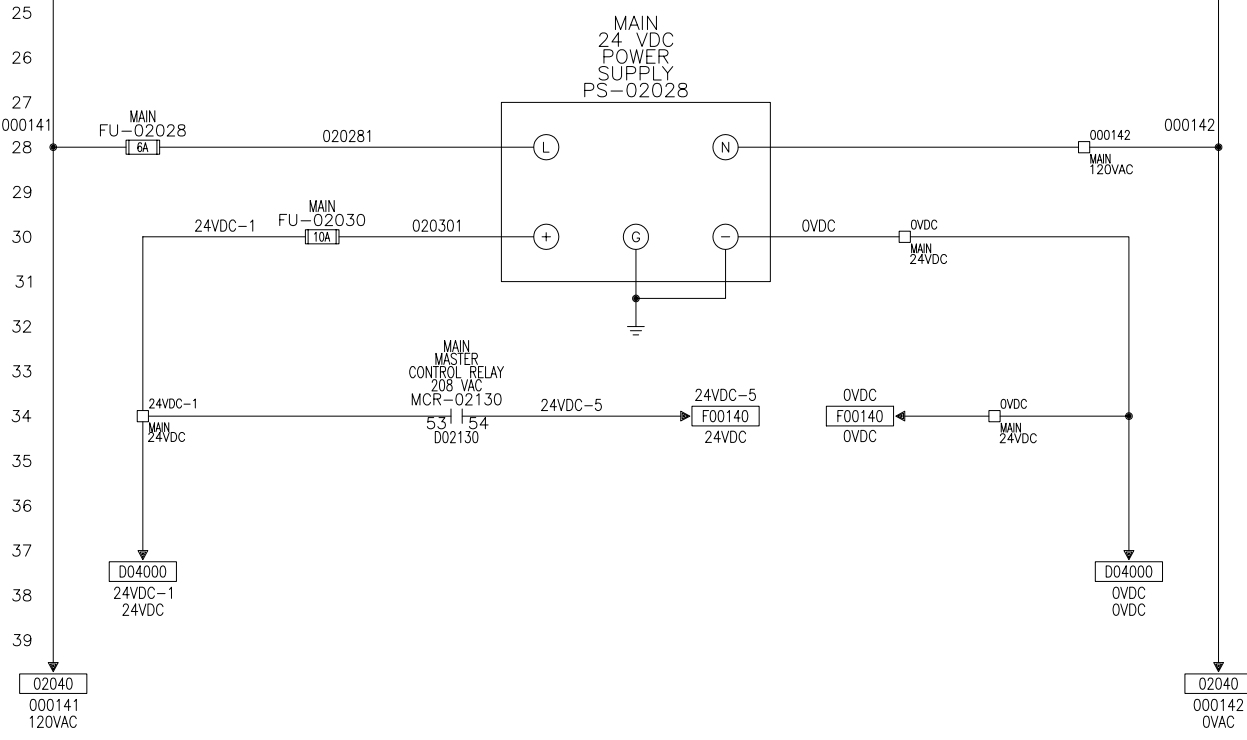 25
MAIN
24 VDC
POWER
SUPPLY
PS-02028
26
27
000141
MAIN
FU-02028
6A
020281
L
N
000142
MAIN
120VAC
000142
28
29
24VDC-1
MAIN
FU-02030
10A
020301
+
G
-
0VDC
0VDC
MAIN
24VDC
30
31
32
33
MAIN
MASTER
CONTROL RELAY
208 VAC
MCR-02130
53 54
D02130
34
24VDC-1
MAIN
24VDC
24VDC-5
24VDC-5
F00140
24VDC
0VDC
F00140
0VDC
0VDC
MAIN
24VDC
35
36
37
D04000
24VDC-1
24VDC
D04000
0VDC
0VDC
38
39
02040
000141
120VAC
02040
000142
0VAC